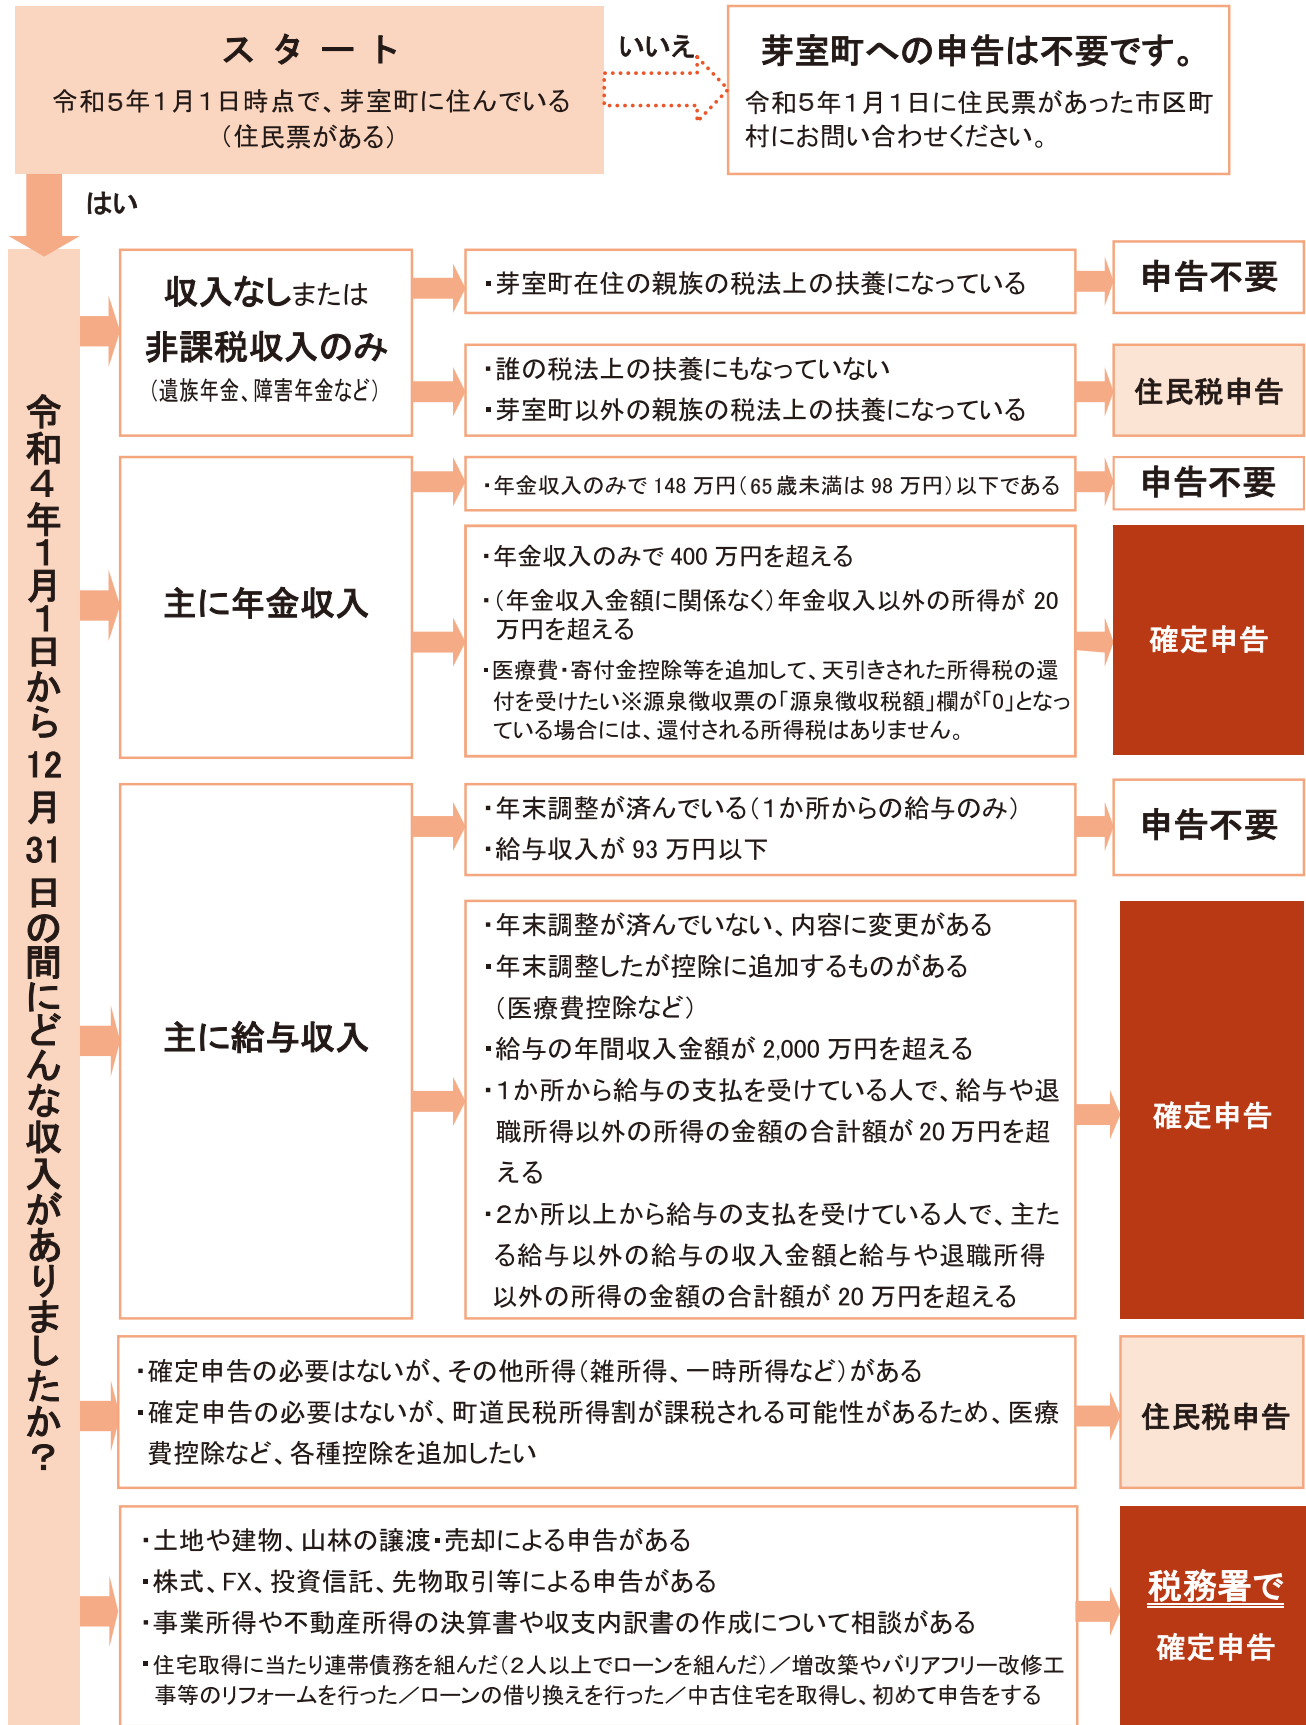 スタート
令和5年1月1日時点で、芽室町に住んでいる
（住民票がある）
いいえ
芽室町への申告は不要です。
令和5年1月1日に住民票があった市区町
村にお問い合わせください。
はい
令和4年1月1日から12月31日の間にどんな収入がありましたか？
収入なしまたは
非課税収入のみ
（遺族年金、障害年金など）
・芽室町在住の親族の税法上の扶養になっている
申告不要
・誰の税法上の扶養にもなっていない
・芽室町以外の親族の税法上の扶養になっている
住民税申告
主に年金収入
・年金収入のみで 148 万円（65 歳未満は 98 万円）以下である
申告不要
・年金収入のみで 400 万円を超える
・（年金収入金額に関係なく）年金収入以外の所得が 20
万円を超える
・医療費・寄付金控除等を追加して、天引きされた所得税の還
付を受けたい※源泉徴収票の「源泉徴収税額」欄が「0」となっ
ている場合には、還付される所得税はありません。
確定申告
主に給与収入
・年末調整が済んでいる（1か所からの給与のみ）
・給与収入が 93 万円以下
申告不要
・年末調整が済んでいない、内容に変更がある
・年末調整したが控除に追加するものがある
（医療費控除など）
・給与の年間収入金額が 2,000 万円を超える
・1か所から給与の支払を受けている人で、給与や退
職所得以外の所得の金額の合計額が 20 万円を超
える
・2か所以上から給与の支払を受けている人で、主た
る給与以外の給与の収入金額と給与や退職所得
以外の所得の金額の合計額が 20 万円を超える
確定申告
・確定申告の必要はないが、その他所得（雑所得、一時所得など）がある
・確定申告の必要はないが、町道民税所得割が課税される可能性があるため、医療
費控除など、各種控除を追加したい
住民税申告
・土地や建物、山林の譲渡・売却による申告がある
・株式、FX、投資信託、先物取引等による申告がある
・事業所得や不動産所得の決算書や収支内訳書の作成について相談がある
・住宅取得に当たり連帯債務を組んだ（2人以上でローンを組んだ）／増改築やバリアフリー改修工
事等のリフォームを行った／ローンの借り換えを行った／中古住宅を取得し、初めて申告をする
税務署で
確定申告